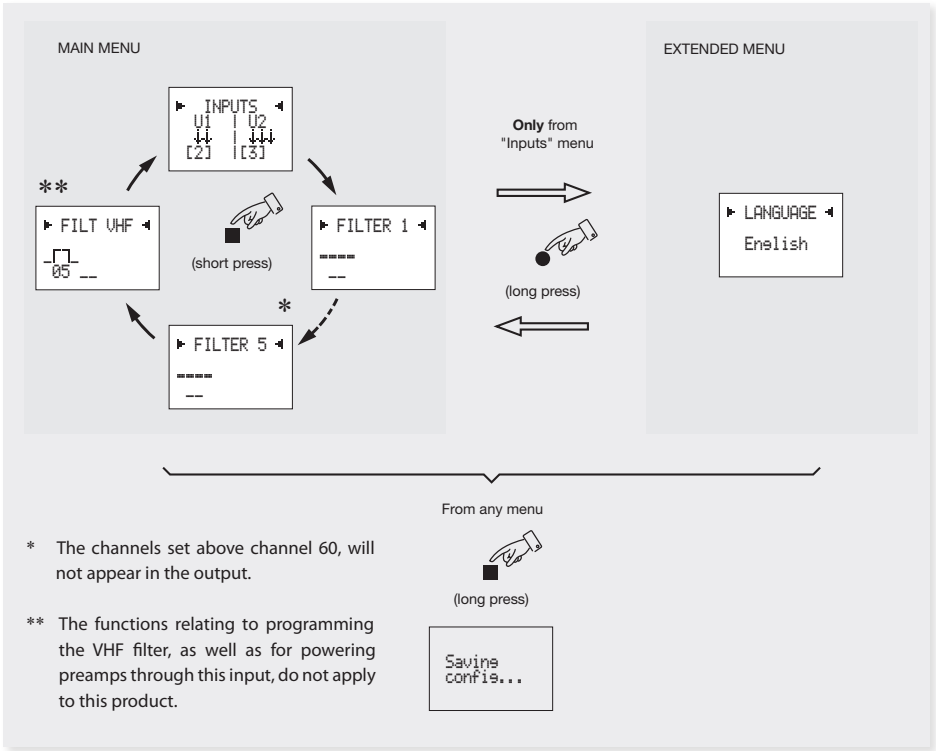 MAIN MENU
EXTENDED MENU
INPUTS
U1 | U2
[2] |[3]
Only from
"Inputs" menu
**
FILT VHF
05 __
(short press)
FILTER 1
----
--
LANGUAGE
English
(long press)
*
FILTER 5
----
--
From any menu
(long press)
Saving
config...
* The channels set above channel 60, will
not appear in the output.
** The functions relating to programming
the VHF filter, as well as for powering
preamps through this input, do not apply
to this product.